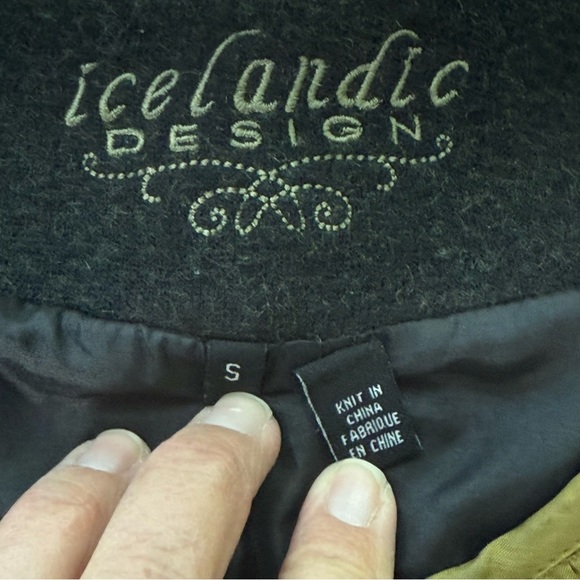 icelandic
DESIGN
S
KNIT IN
CHINA
FABRIQUE
EN CHINE